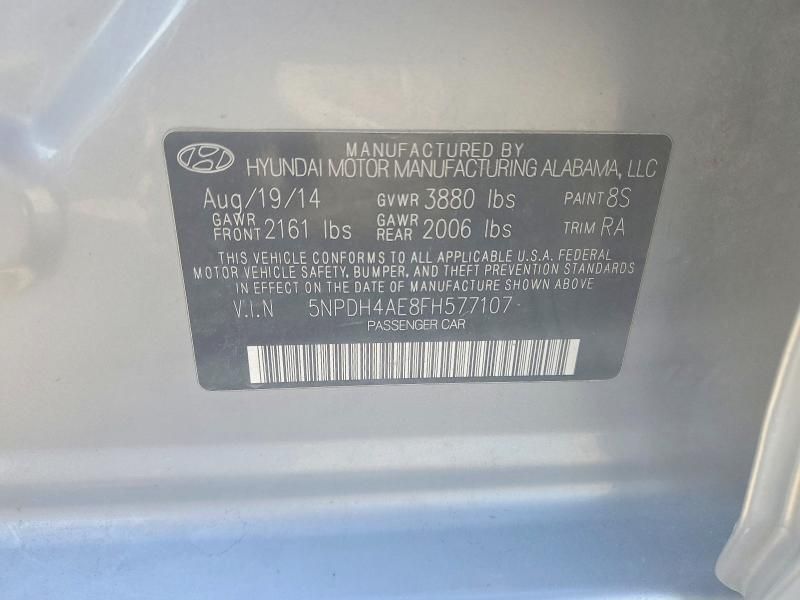 MANUFACTURED BY
HYUNDAI MOTOR MANUFACTURING ALABAMA, LLC
Aug/19/14 GVWR 3880 lbs PAINT 8S
GAWR FRONT 2161 lbs GAWR REAR 2006 lbs TRIM RA
THIS VEHICLE CONFORMS TO ALL APPLICABLE U.S.A. FEDERAL
MOTOR VEHICLE SAFETY, BUMPER, AND THEFT PREVENTION STANDARDS
IN EFFECT ON THE DATE OF MANUFACTURE SHOWN ABOVE
V.I.N 5NPDH4AE8FH577107
PASSENGER CAR